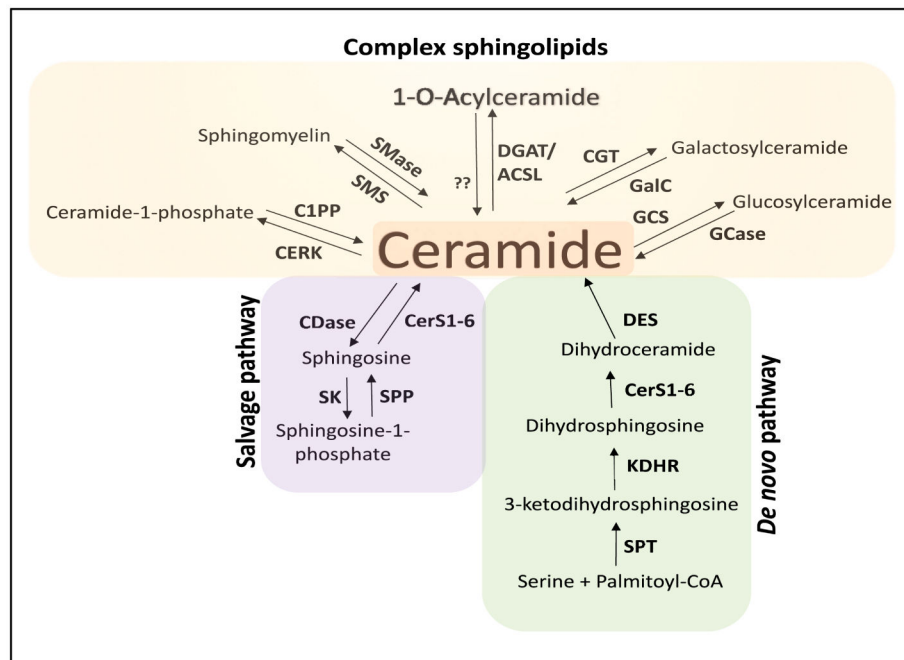 Complex sphingolipids
1-O-Acylceramide
Sphingomyelin
SMase
SMS
??
DGAT/
ACSL
CGT
GalC
Galactosylceramide
Ceramide-1-phosphate
C1PP
CERK
GCS
GCase
Glucosylceramide
Ceramide
Salvage pathway
CDase
CerS1-6
Sphingosine
SK
SPP
Sphingosine-1-
phosphate
De novo pathway
DES
Dihydroceramide
CerS1-6
Dihydrosphingosine
KDHR
3-ketodihydrosphingosine
SPT
Serine + Palmitoyl-CoA